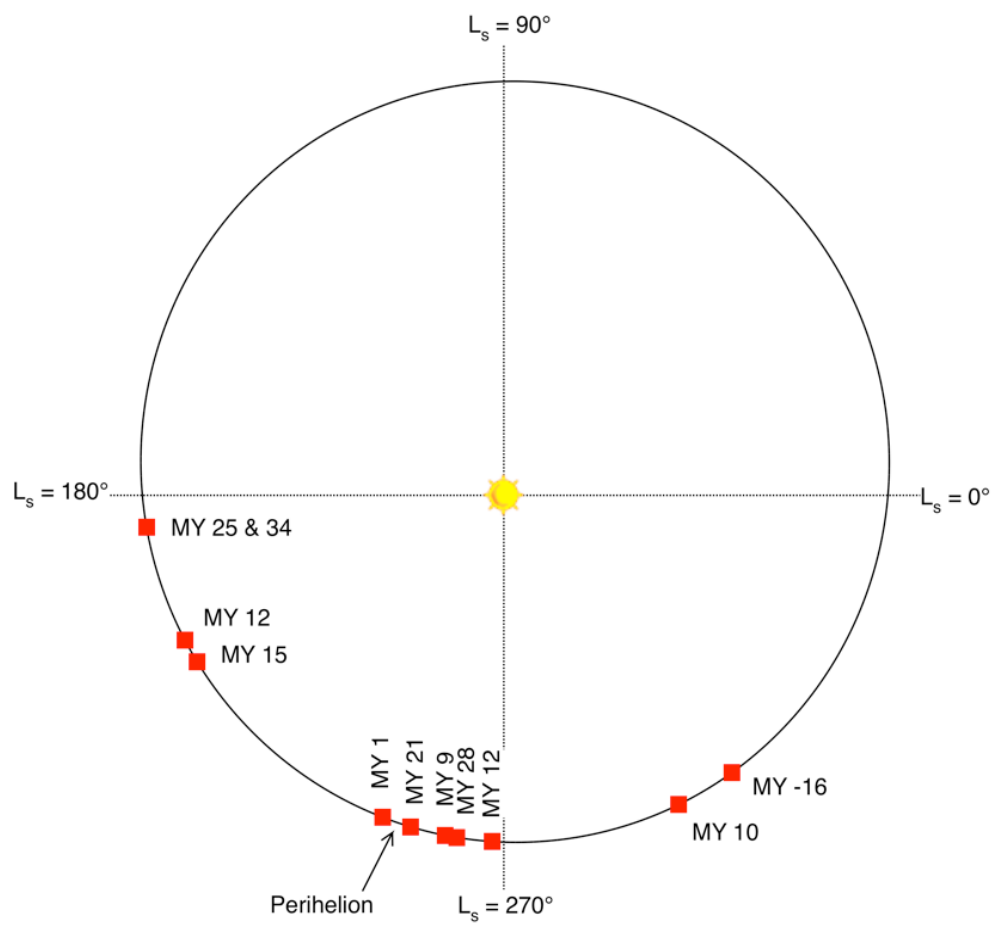 Ls = 90°
Ls = 180°
Ls = 0°
MY 25 & 34
MY 12
MY 15
MY 1
MY 21
MY 9
MY 28
MY 12
MY -16
MY 10
Perihelion
Ls = 270°